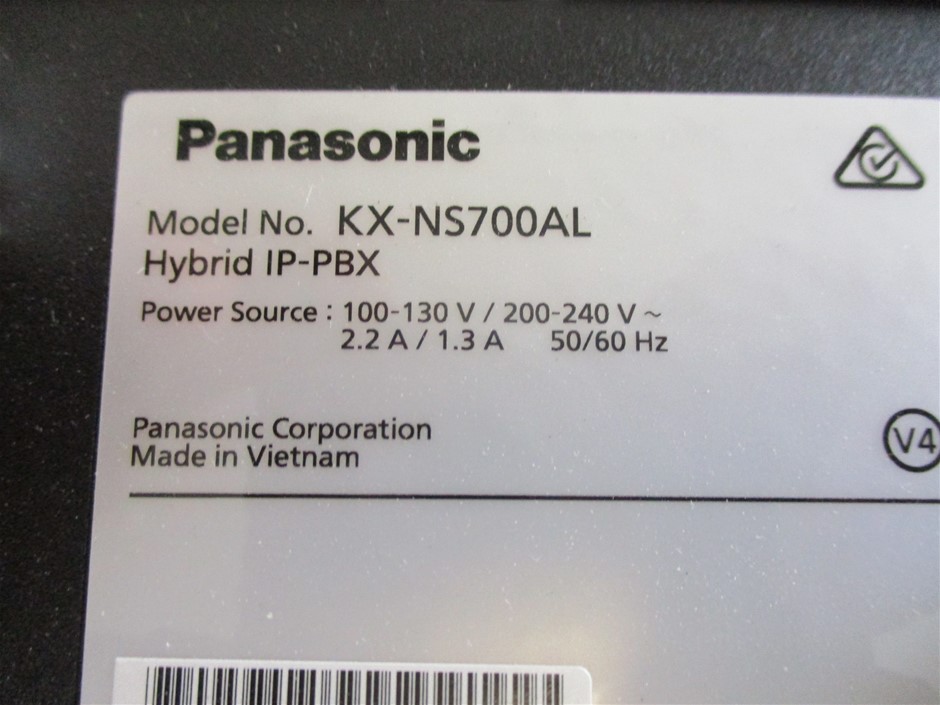 Panasonic
Model No. KX-NS700AL
Hybrid IP-PBX
Power Source : 100-130 V / 200-240 V ~
2.2 A / 1.3 A 50/60 Hz
Panasonic Corporation
Made in Vietnam
V4